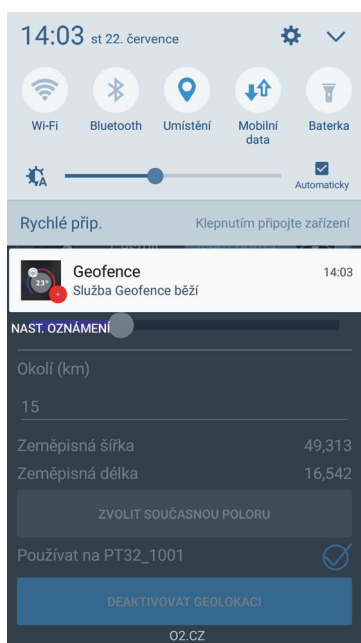 14:03 st 22. července
Wi-Fi Bluetooth Umístění Mobilní data Baterka
A
Automaticky
Rychlé přip. Klepnutím připojte zařízení
Geofence 14:03
23°
Služba Geofence běží
NAST. OZNÁMENÍ
Okolí (km)
15
Zeměpisná šířka 49,313
Zeměpisná délka 16,542
ZVOLIT SOUČASNOU POLORU
Používat na PT32_1001
DEAKTIVOVAT GEOLOKACI
O2.CZ